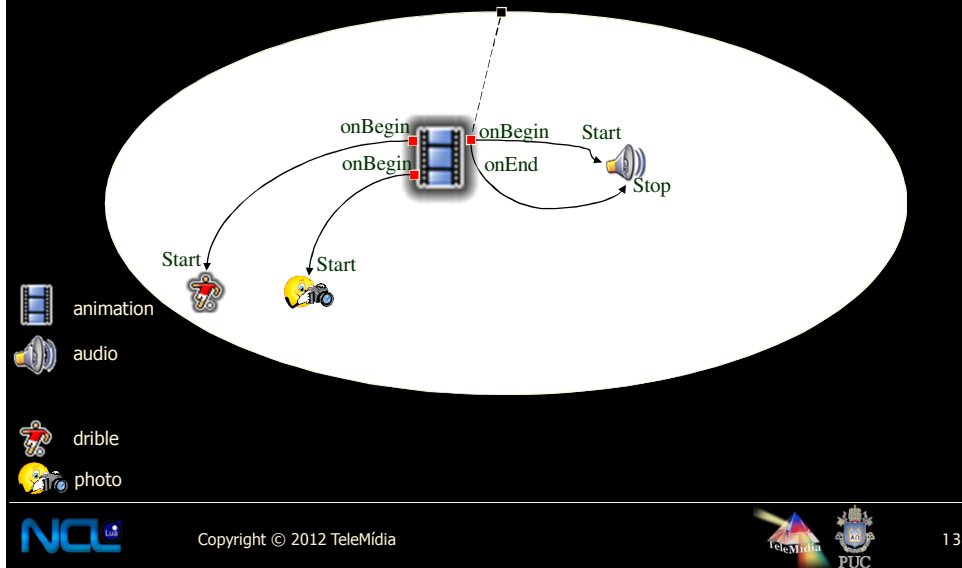 onBegin
onBegin
Start
onBegin
onEnd
Stop
Start
Start
animation
audio
drible
photo
NCL
Lua
Copyright © 2012 TeleMídia
TeleMídia
PUC
13